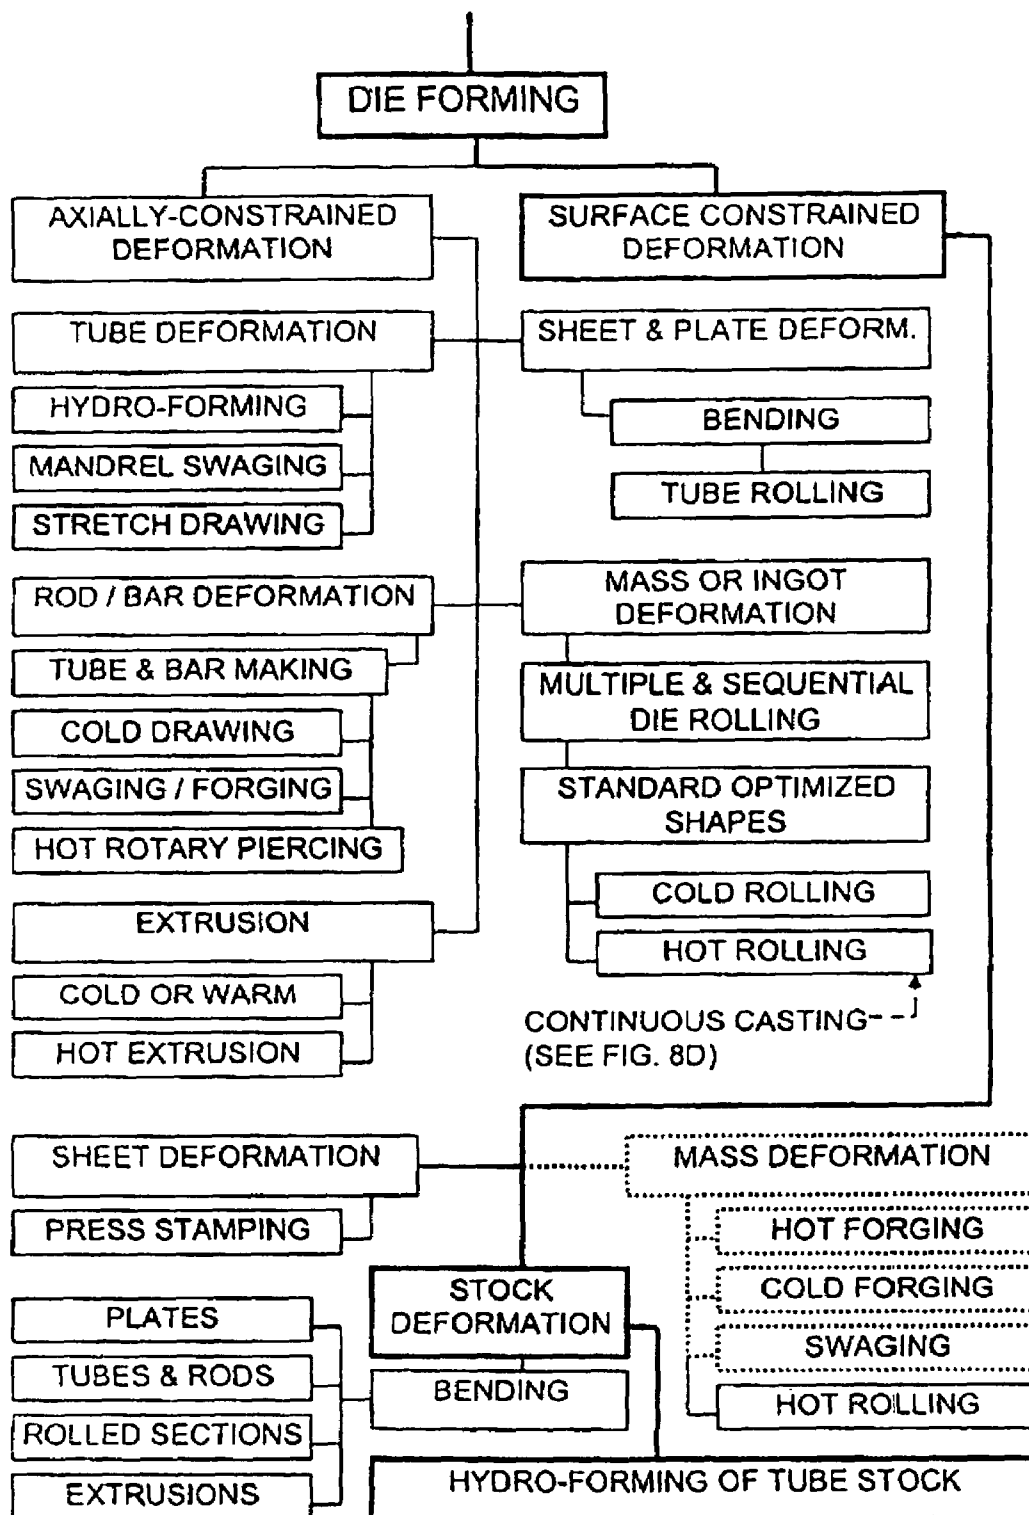 DIE FORMING
AXIALLY-CONSTRAINED
DEFORMATION
SURFACE CONSTRAINED
DEFORMATION
TUBE DEFORMATION
HYDRO-FORMING
MANDREL SWAGING
STRETCH DRAWING
SHEET & PLATE DEFORM.
BENDING
TUBE ROLLING
ROD / BAR DEFORMATION
TUBE & BAR MAKING
COLD DRAWING
SWAGING / FORGING
HOT ROTARY PIERCING
MASS OR INGOT
DEFORMATION
MULTIPLE & SEQUENTIAL
DIE ROLLING
STANDARD OPTIMIZED
SHAPES
COLD ROLLING
HOT ROLLING
CONTINUOUS CASTING
(SEE FIG. 8D)
EXTRUSION
COLD OR WARM
HOT EXTRUSION
SHEET DEFORMATION
PRESS STAMPING
MASS DEFORMATION
HOT FORGING
COLD FORGING
SWAGING
HOT ROLLING
STOCK
DEFORMATION
BENDING
PLATES
TUBES & RODS
ROLLED SECTIONS
EXTRUSIONS
HYDRO-FORMING OF TUBE STOCK